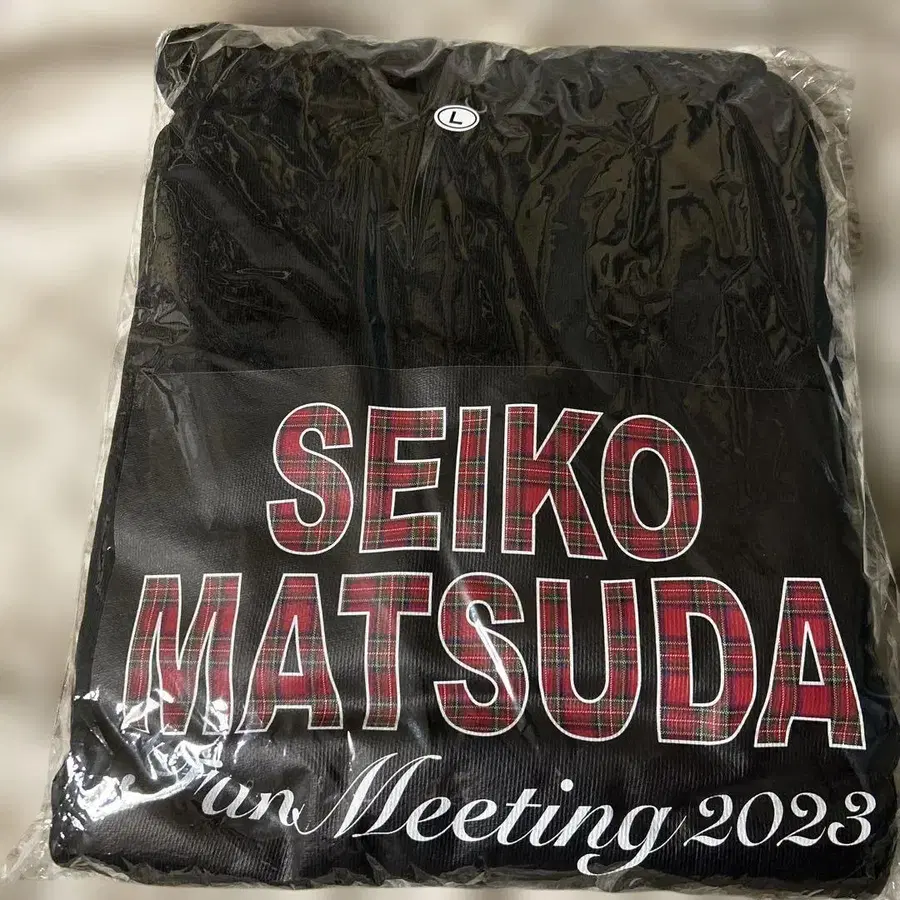 L
SEIKO
MATSUDA
Fan Meeting 2023